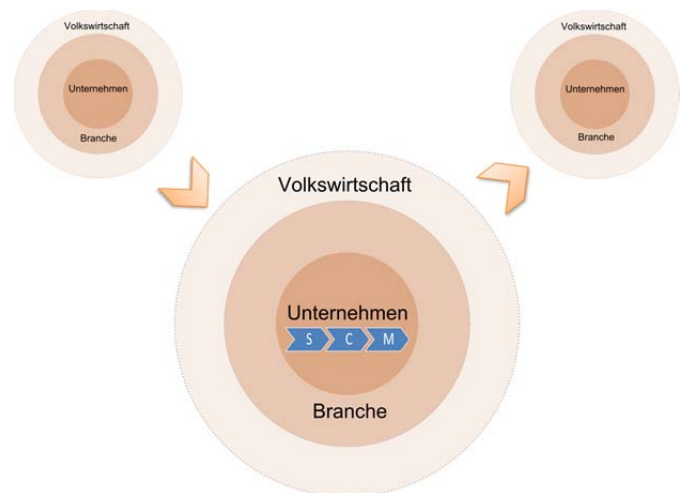 Volkswirtschaft
Unternehmen
Branche
Volkswirtschaft
Unternehmen
Branche
Volkswirtschaft
Unternehmen
S C M
Branche